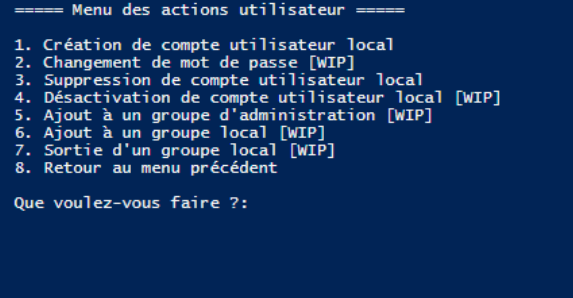 ===== Menu des actions utilisateur =====
1. Création de compte utilisateur local
2. Changement de mot de passe [WIP]
3. Suppression de compte utilisateur local
4. Désactivation de compte utilisateur local [WIP]
5. Ajout à un groupe d'administration [WIP]
6. Ajout à un groupe local [WIP]
7. Sortie d'un groupe local [WIP]
8. Retour au menu précédent
Que voulez-vous faire ?: